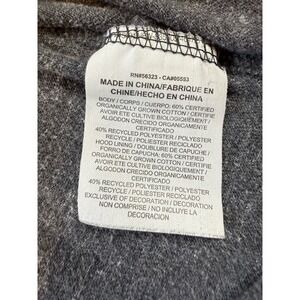 RN#56323 - CA#05553
MADE IN CHINA/FABRIQUE EN
CHINE/HECHO EN CHINA
BODY / CORPS / CUERPO: 60% CERTIFIED
ORGANICALLY GROWN COTTON / CERTIFIÉ
AVOIR ETE CULTIVE BIOLOGIQUEMENT /
ALGODON CRECIDO ORGANICAMENTE
CERTIFICADO
40% RECYCLED POLYESTER / POLYESTER
RECYCLE / POLIESTER RECICLADO
HOOD LINING / DOUBLURE DE CAPUCHE /
FORRO DE CAPUCHA: 60% CERTIFIED
ORGANICALLY GROWN COTTON / CERTIFIÉ
AVOIR ETE CULTIVE BIOLOGIQUEMENT /
ALGODON CRECIDO ORGANICAMENTE
CERTIFICADO
40% RECYCLED POLYESTER / POLYESTER
RECYCLE / POLIESTER RECICLADO
EXCLUSIVE OF DECORATION / DECORATION
NON COMPRISE / NO INCLUYE LA
DECORACION